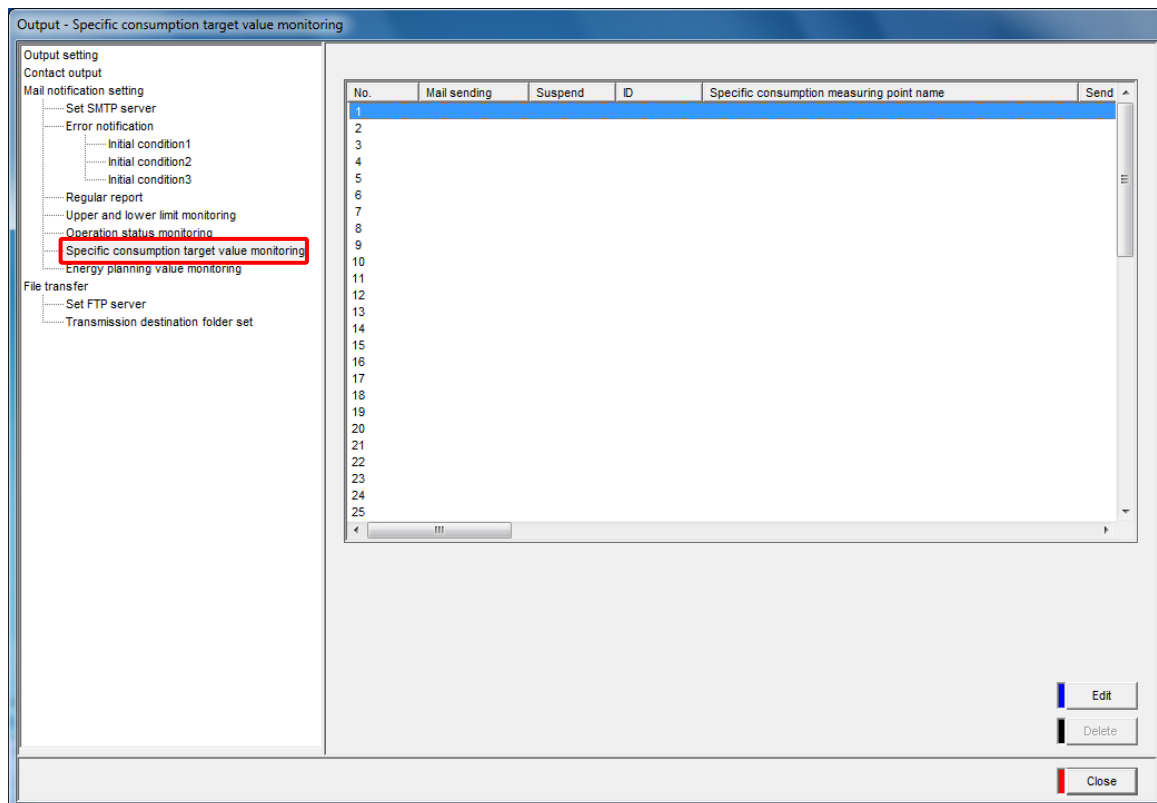 Output - Specific consumption target value monitoring
Output setting
Contact output
Mail notification setting
Set SMTP server
Error notification
Initial condition1
Initial condition2
Initial condition3
Regular report
Upper and lower limit monitoring
Operation status monitoring
Specific consumption target value monitoring
Energy planning value monitoring
File transfer
Set FTP server
Transmission destination folder set
No. Mail sending Suspend ID Specific consumption measuring point name Send
1
2
3
4
5
6
7
8
9
10
11
12
13
14
15
16
17
18
19
20
21
22
23
24
25
Edit
Delete
Close